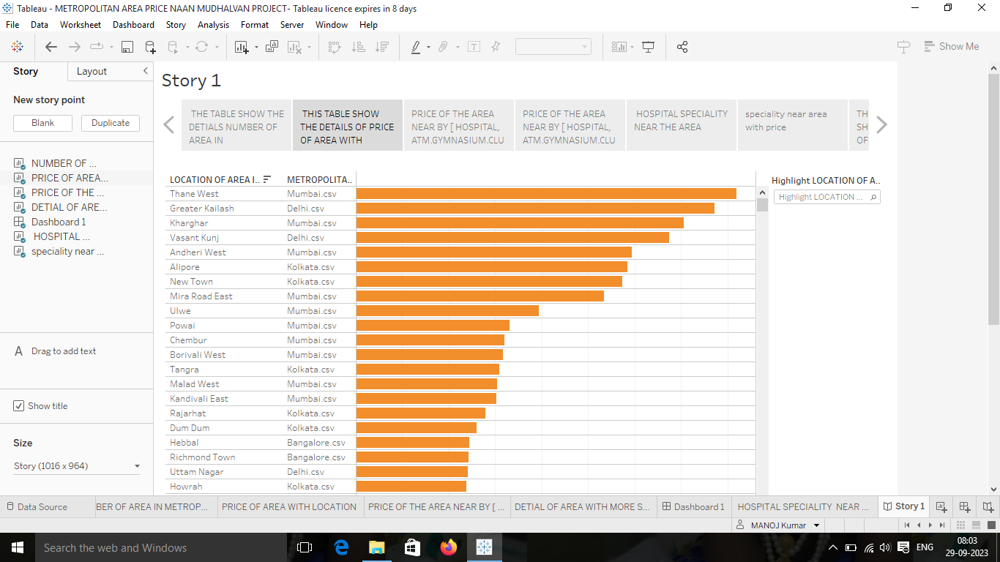 Tableau - METROPOLITAN AREA PRICE NAAN MUDHALVAN PROJECT- Tableau licence expires in 8 days
File Data Worksheet Dashboard Story Analysis Format Server Window Help
Show Me
Story Layout
New story point
Blank Duplicate
NUMBER OF ...
PRICE OF AREA...
PRICE OF THE ...
DETIAL OF ARE...
Dashboard 1
HOSPITAL ...
speciality near ...
A Drag to add text
Show title
Size
Story (1016 x 964)
Story 1
THE TABLE SHOW THE
DETIALS NUMBER OF
AREA IN
THIS TABLE SHOW
THE DETAILS OF PRICE
OF AREA WITH
PRICE OF THE AREA
NEAR BY [ HOSPITAL,
ATM.GYMNASIUM.CLU
PRICE OF THE AREA
NEAR BY [ HOSPITAL,
ATM.GYMNASIUM.CLU
HOSPITAL SPECIALITY
NEAR THE AREA
speciality near area
with price
TH
SH
OF
LOCATION OF AREA I.. METROPOLITA..
Thane West Mumbai.csv
Greater Kailash Delhi.csv
Kharghar Mumbai.csv
Vasant Kunj Delhi.csv
Andheri West Mumbai.csv
Alipore Kolkata.csv
New Town Kolkata.csv
Mira Road East Mumbai.csv
Ulwe Mumbai.csv
Powai Mumbai.csv
Chembur Mumbai.csv
Borivali West Mumbai.csv
Tangra Kolkata.csv
Malad West Mumbai.csv
Kandivali East Mumbai.csv
Rajarhat Kolkata.csv
Dum Dum Kolkata.csv
Hebbal Bangalore.csv
Richmond Town Bangalore.csv
Uttam Nagar Delhi.csv
Howrah Kolkata.csv
Highlight LOCATION OF A..
Highlight LOCATION ...
Data Source BER OF AREA IN METROP... PRICE OF AREA WITH LOCATION PRICE OF THE AREA NEAR BY [ ... DETIAL OF AREA WITH MORE S... Dashboard 1 HOSPITAL SPECIALITY NEAR ... Story 1
MANOJ Kumar
Search the web and Windows
ENG
08:03
29-09-2023